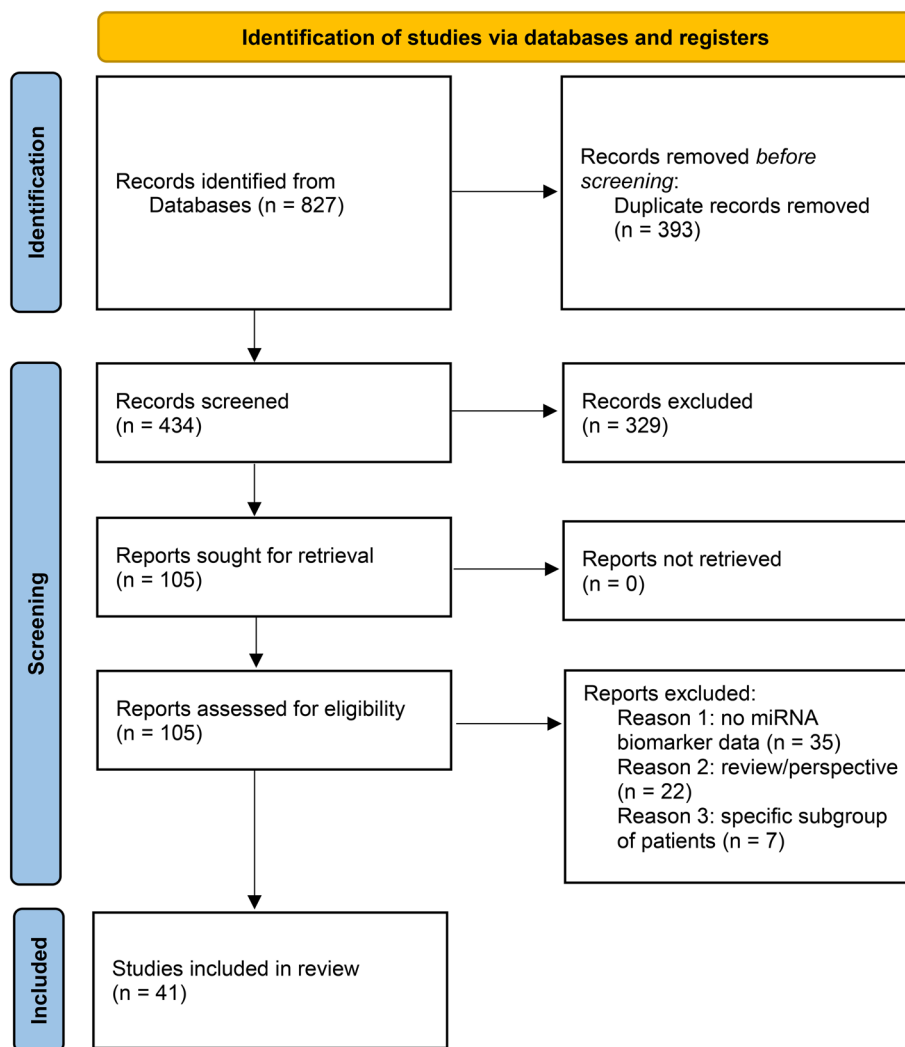 Identification of studies via databases and registers
Identification
Records identified from
Databases (n = 827)
Records removed before
screening:
Duplicate records removed
(n = 393)
Screening
Records screened
(n = 434)
Records excluded
(n = 329)
Reports sought for retrieval
(n = 105)
Reports not retrieved
(n = 0)
Reports assessed for eligibility
(n = 105)
Reports excluded:
Reason 1: no miRNA
biomarker data (n = 35)
Reason 2: review/perspective
(n = 22)
Reason 3: specific subgroup
of patients (n = 7)
Included
Studies included in review
(n = 41)